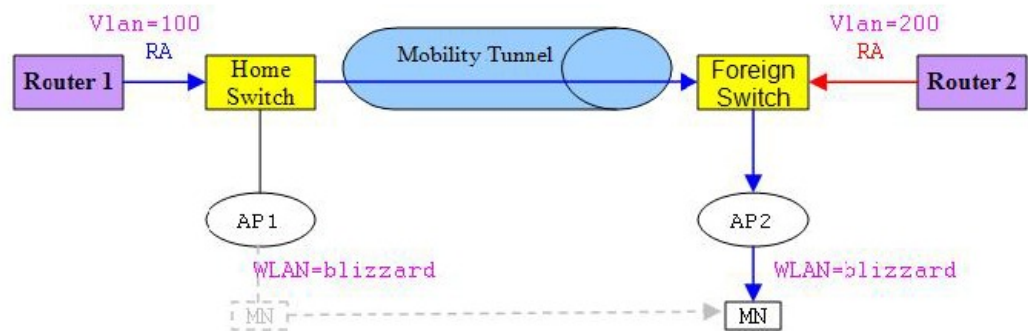 Vlan=100
RA
Router 1
Home
Switch
Mobility Tunnel
Foreign
Switch
Vlan=200
RA
Router 2
AP1
AP2
WLAN=blizzard
WLAN=blizzard
MN
MN